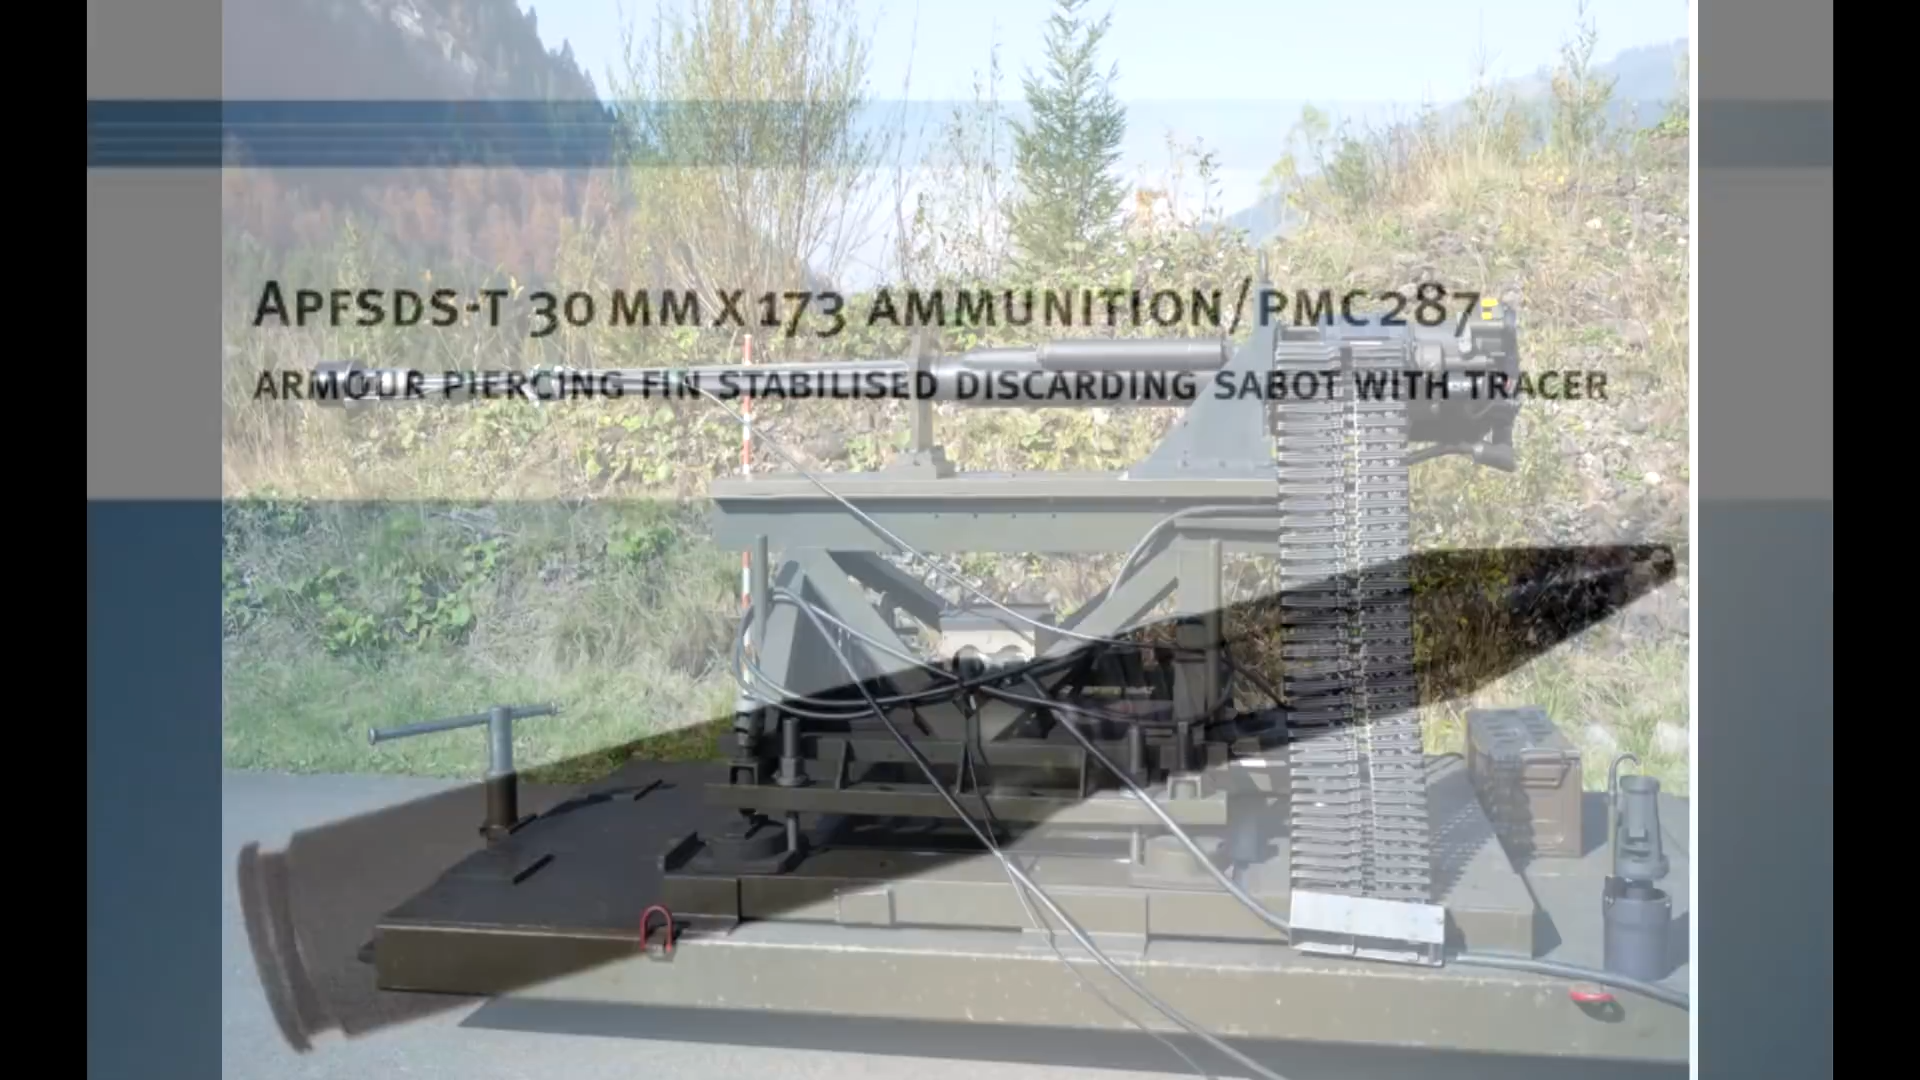 APFSDS-T 30 MM X 173 AMMUNITION/PMC287
ARMOUR PIERCING FIN STABILISED DISCARDING SABOT WITH TRACER